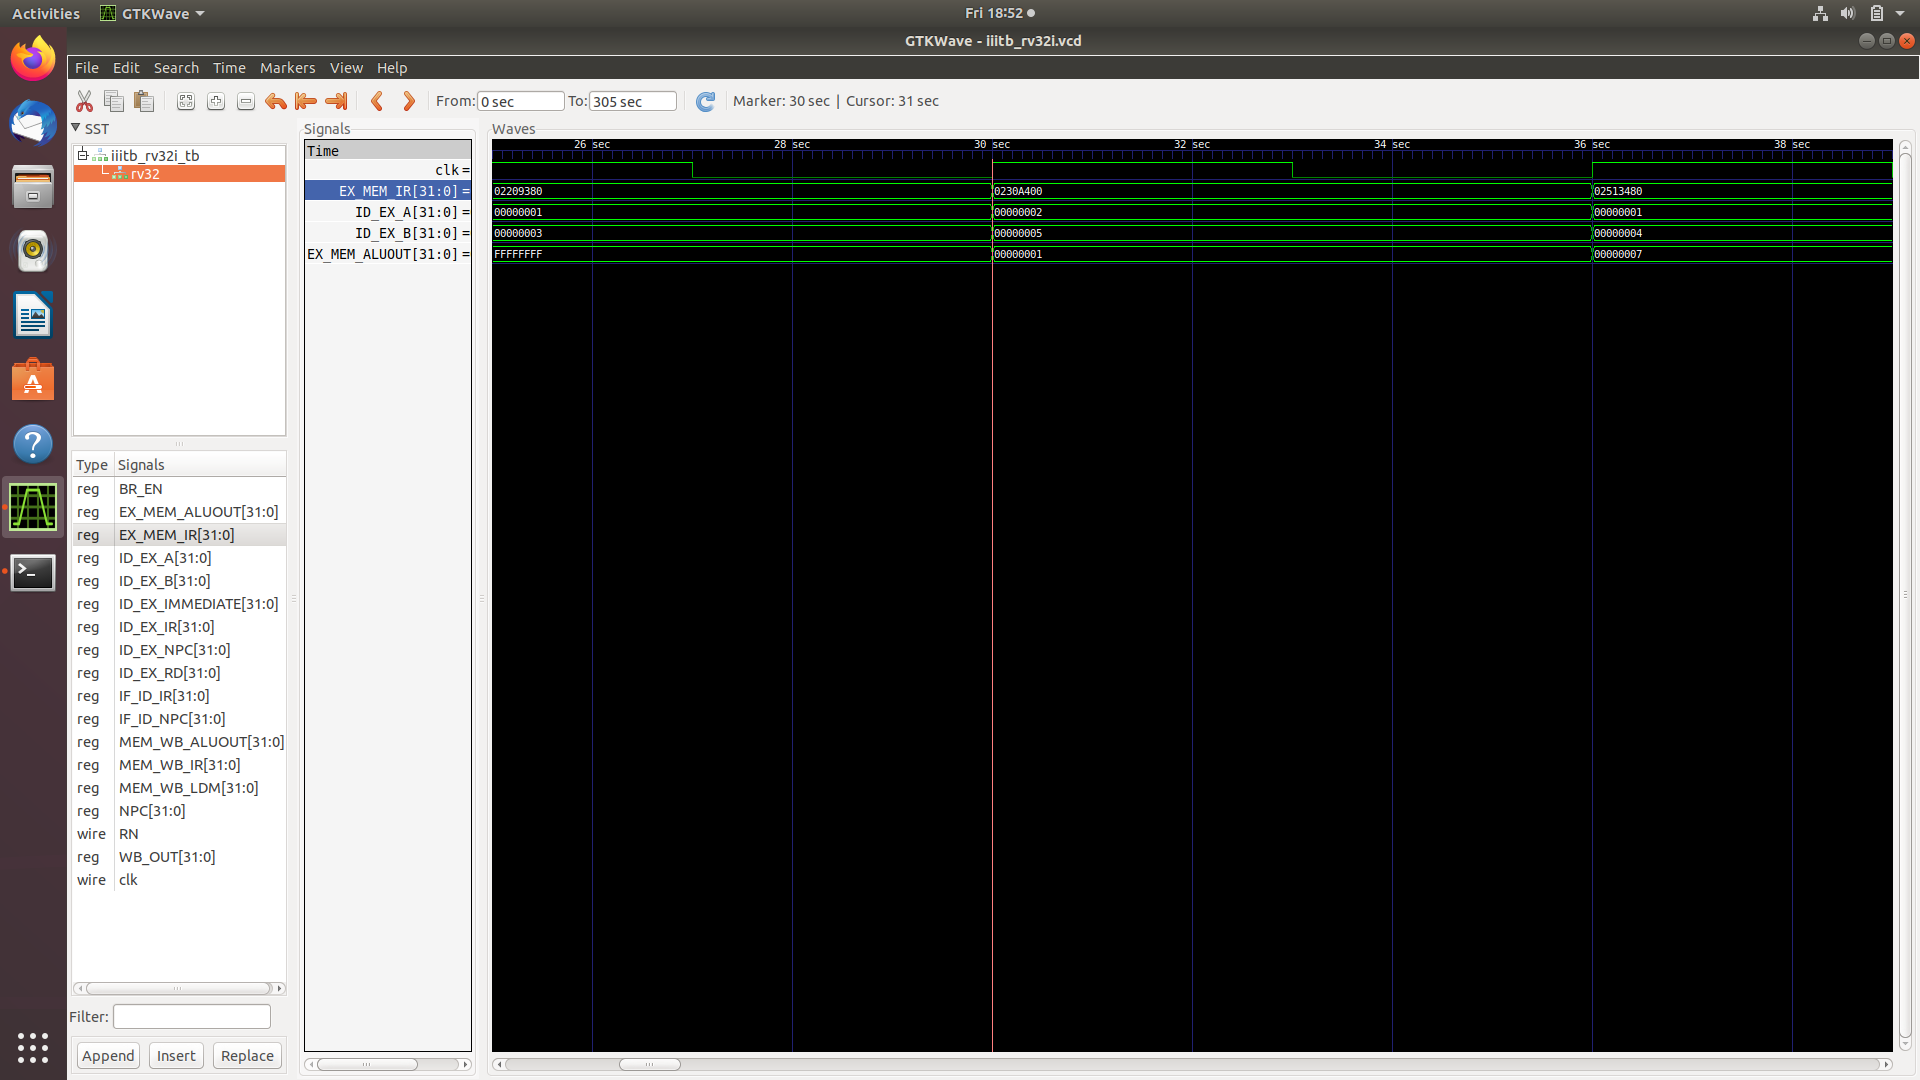 Activities GTKWave Fri 18:52
GTKWave - iiitb_rv32i.vcd
File Edit Search Time Markers View Help
From: 0 sec To: 305 sec Marker: 30 sec | Cursor: 31 sec
SST
iiitb_rv32i_tb
rv32
Type Signals
reg BR_EN
reg EX_MEM_ALUOUT[31:0]
reg EX_MEM_IR[31:0]
reg ID_EX_A[31:0]
reg ID_EX_B[31:0]
reg ID_EX_IMMEDIATE[31:0]
reg ID_EX_IR[31:0]
reg ID_EX_NPC[31:0]
reg ID_EX_RD[31:0]
reg IF_ID_IR[31:0]
reg IF_ID_NPC[31:0]
reg MEM_WB_ALUOUT[31:0]
reg MEM_WB_IR[31:0]
reg MEM_WB_LDM[31:0]
reg NPC[31:0]
wire RN
reg WB_OUT[31:0]
wire clk
Filter:
Append Insert Replace
Signals
Time
clk =
EX_MEM_IR[31:0] =
ID_EX_A[31:0] =
ID_EX_B[31:0] =
EX_MEM_ALUOUT[31:0] =
Waves
26 sec 28 sec 30 sec 32 sec 34 sec 36 sec 38 sec
02209380 0230A400 02513480
00000001 00000002 00000001
00000003 00000005 00000004
FFFFFFFF 00000001 00000007